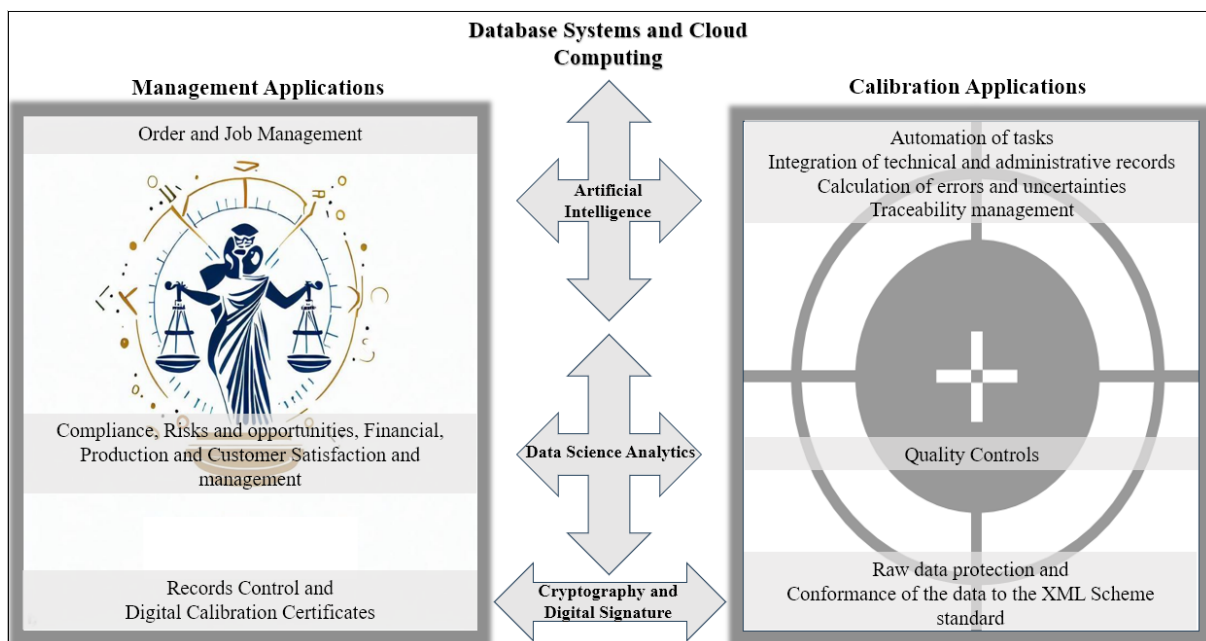 Database Systems and Cloud
Computing
Management Applications
Order and Job Management
Compliance, Risks and opportunities, Financial,
Production and Customer Satisfaction and
management
Records Control and
Digital Calibration Certificates
Artificial
Intelligence
Data Science Analytics
Cryptography and
Digital Signature
Calibration Applications
Automation of tasks
Integration of technical and administrative records
Calculation of errors and uncertainties
Traceability management
Quality Controls
Raw data protection and
Conformance of the data to the XML Scheme
standard